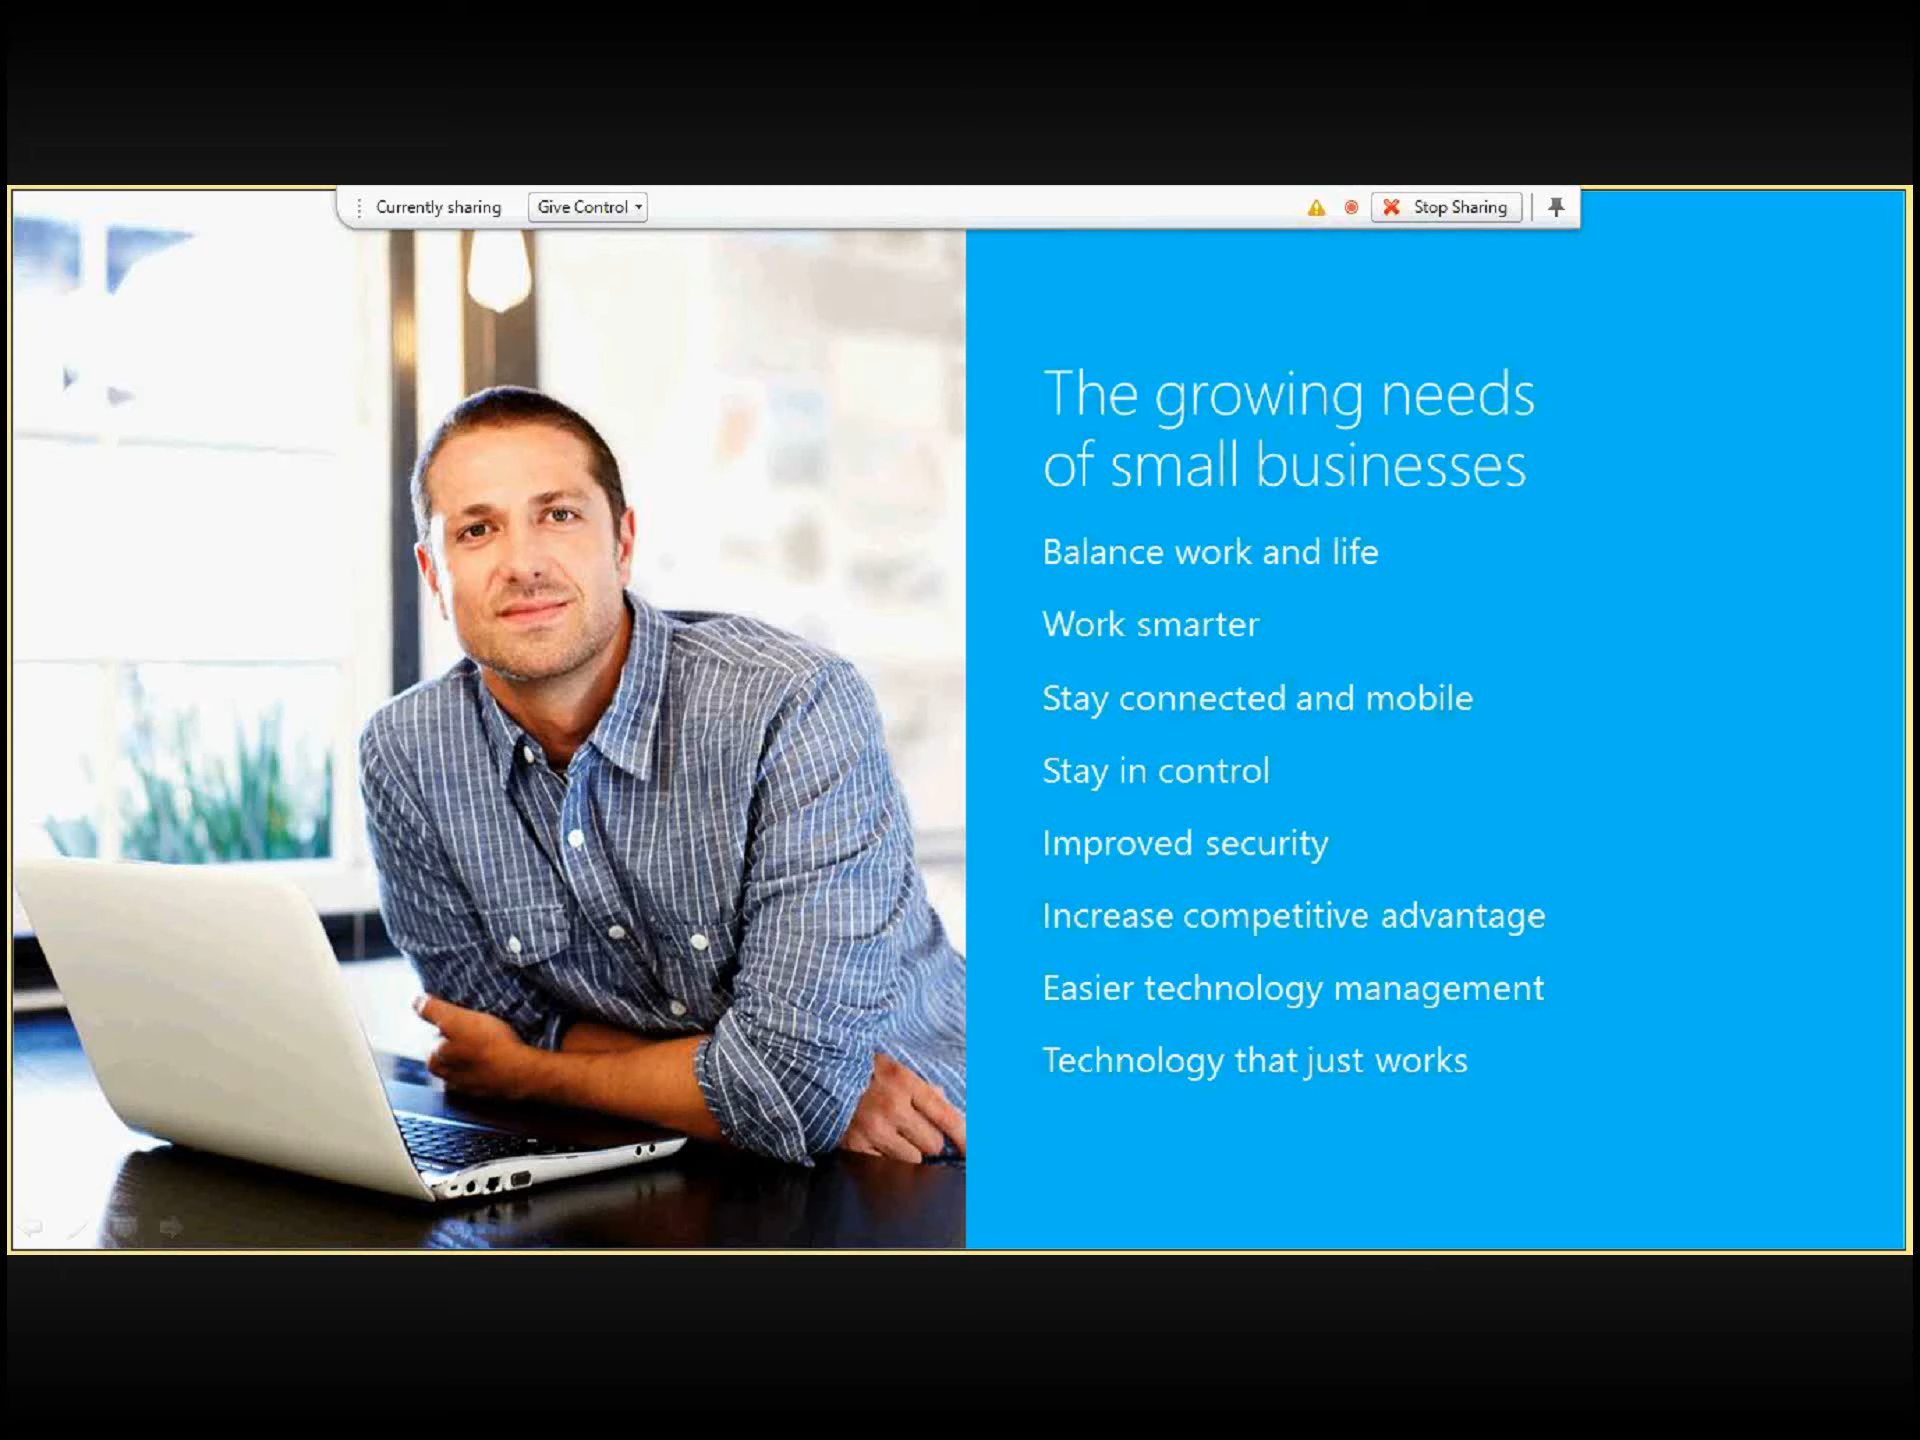 Currently sharing
Give Control
Stop Sharing
The growing needs
of small businesses
Balance work and life
Work smarter
Stay connected and mobile
Stay in control
Improved security
Increase competitive advantage
Easier technology management
Technology that just works